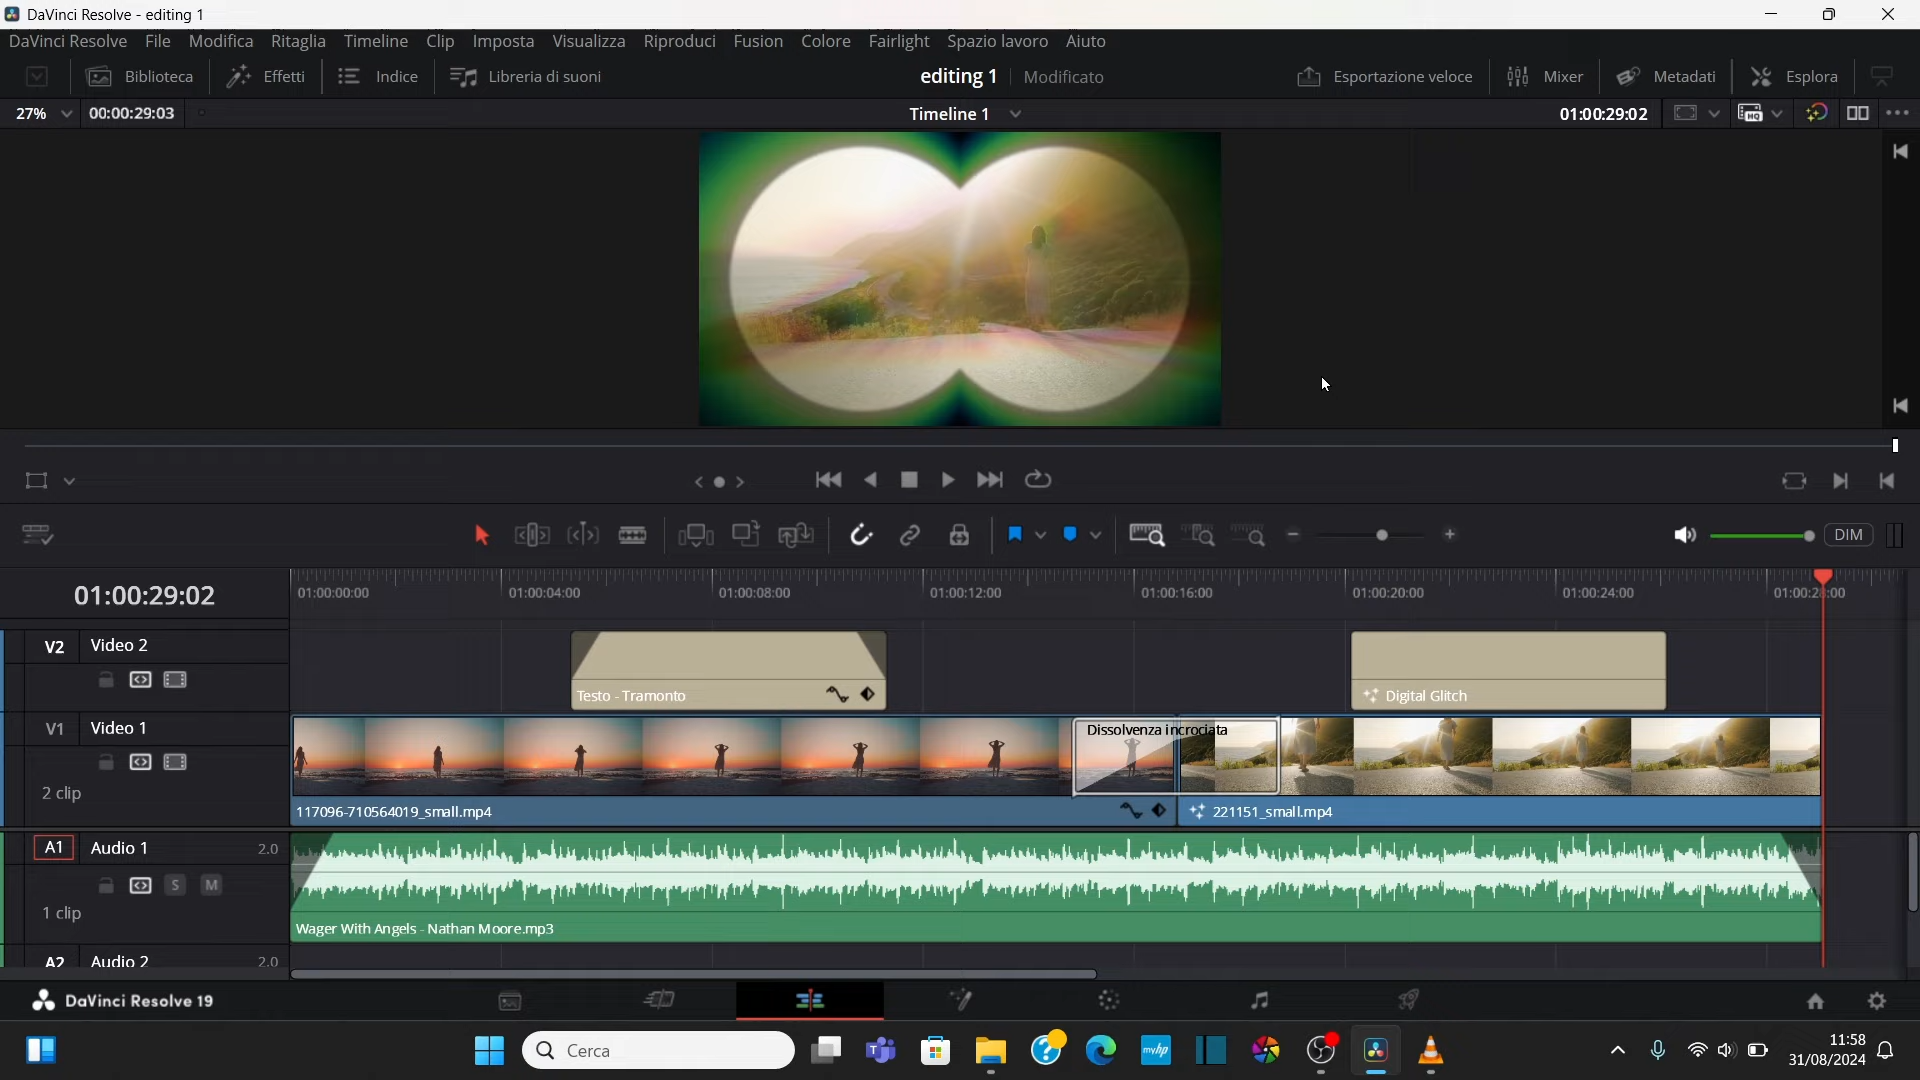 DaVinci Resolve - editing 1
DaVinci Resolve File Modifica Ritaglia Timeline Clip Imposta Visualizza Riproduci Fusion Colore Fairlight Spazio lavoro Aiuto
Biblioteca Effetti Indice Libreria di suoni editing 1 Modificato Esportazione veloce Mixer Metadati Esplora
27% 00:00:29:03 Timeline 1 01:00:29:02 HQ
DIM
01:00:29:02 01:00:00:00 01:00:04:00 01:00:08:00 01:00:12:00 01:00:16:00 01:00:20:00 01:00:24:00 01:00:28:00
V2 Video 2
Testo - Tramonto Digital Glitch
V1 Video 1 Dissolvenza incrociata
2 clip
117096-710564019_small.mp4 221151_small.mp4
A1 Audio 1 2.0
S M
1 clip
Wager With Angels - Nathan Moore.mp3
A2 Audio 2 2.0
DaVinci Resolve 19
Cerca
myhp
11:58
31/08/2024